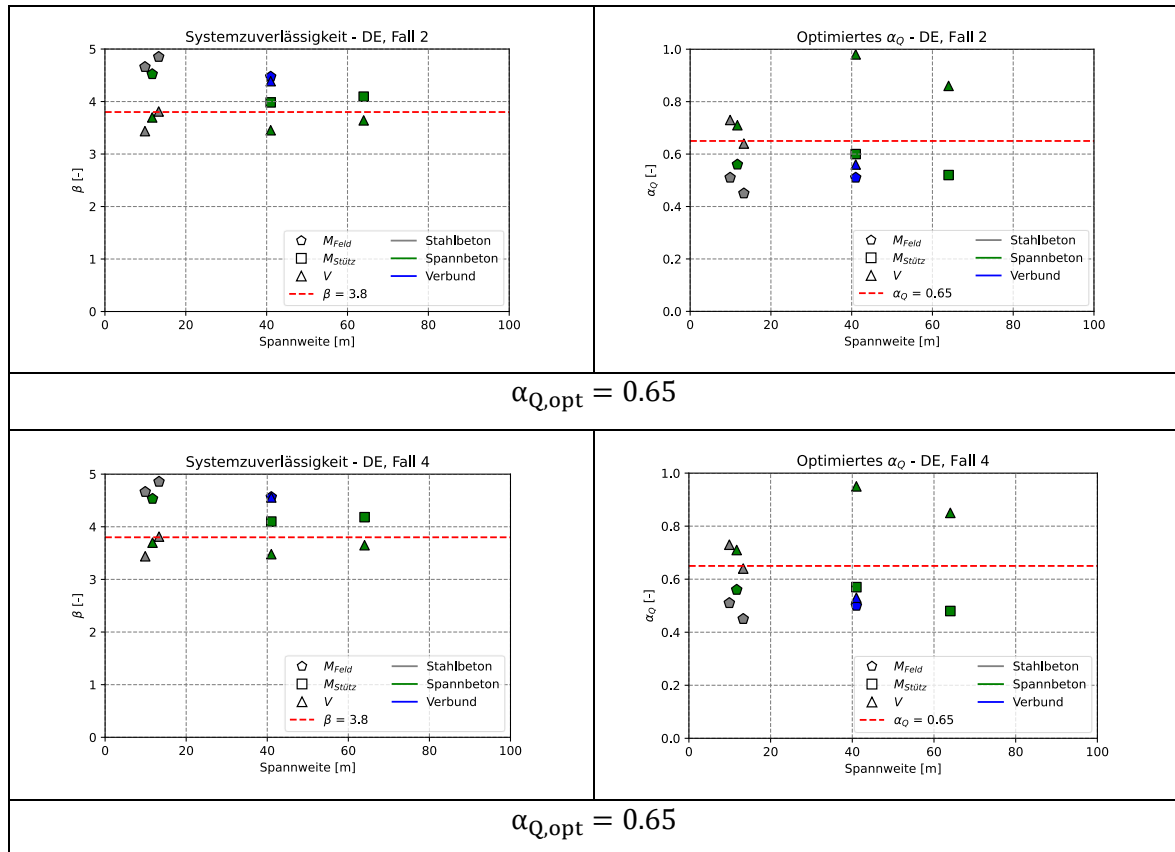 Systemzuverlässigkeit - DE, Fall 2
5
4
3
2
1
0
β [-]
0 20 40 60 80 100
Spannweite [m]
M_Feld
M_Stütz
V
β = 3.8
Stahlbeton
Spannbeton
Verbund
Optimiertes α_Q - DE, Fall 2
1.0
0.8
0.6
0.4
0.2
0.0
α_Q [-]
0 20 40 60 80 100
Spannweite [m]
M_Feld
M_Stütz
V
α_Q = 0.65
Stahlbeton
Spannbeton
Verbund
α_Q,opt = 0.65
Systemzuverlässigkeit - DE, Fall 4
5
4
3
2
1
0
β [-]
0 20 40 60 80 100
Spannweite [m]
M_Feld
M_Stütz
V
β = 3.8
Stahlbeton
Spannbeton
Verbund
Optimiertes α_Q - DE, Fall 4
1.0
0.8
0.6
0.4
0.2
0.0
α_Q [-]
0 20 40 60 80 100
Spannweite [m]
M_Feld
M_Stütz
V
α_Q = 0.65
Stahlbeton
Spannbeton
Verbund
α_Q,opt = 0.65